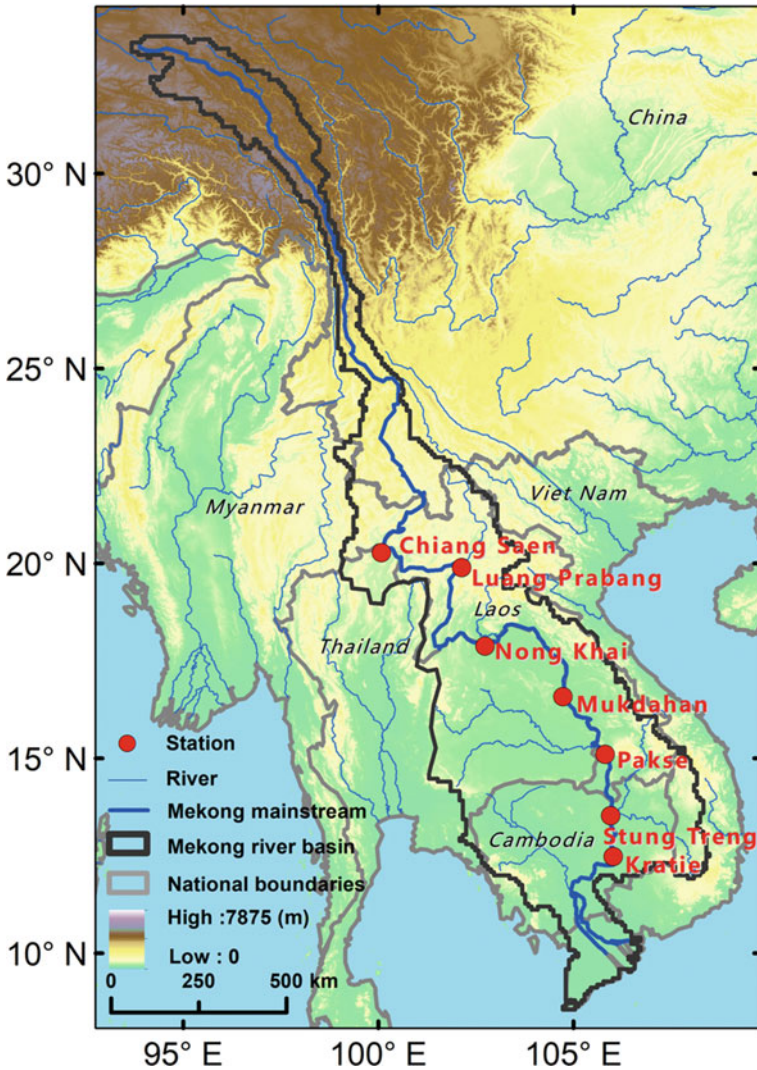 China
30° N
25° N
Viet Nam
Myanmar
20° N
Chiang Saen
Luang Prabang
Laos
Thailand
Nong Khai
Mukdahan
15° N
Pakse
Station
River
Mekong mainstream
Stung Treng
Cambodia
Mekong river basin
Kratie
National boundaries
High :7875 (m)
10° N
Low : 0
0 250 500 km
95° E 100° E 105° E